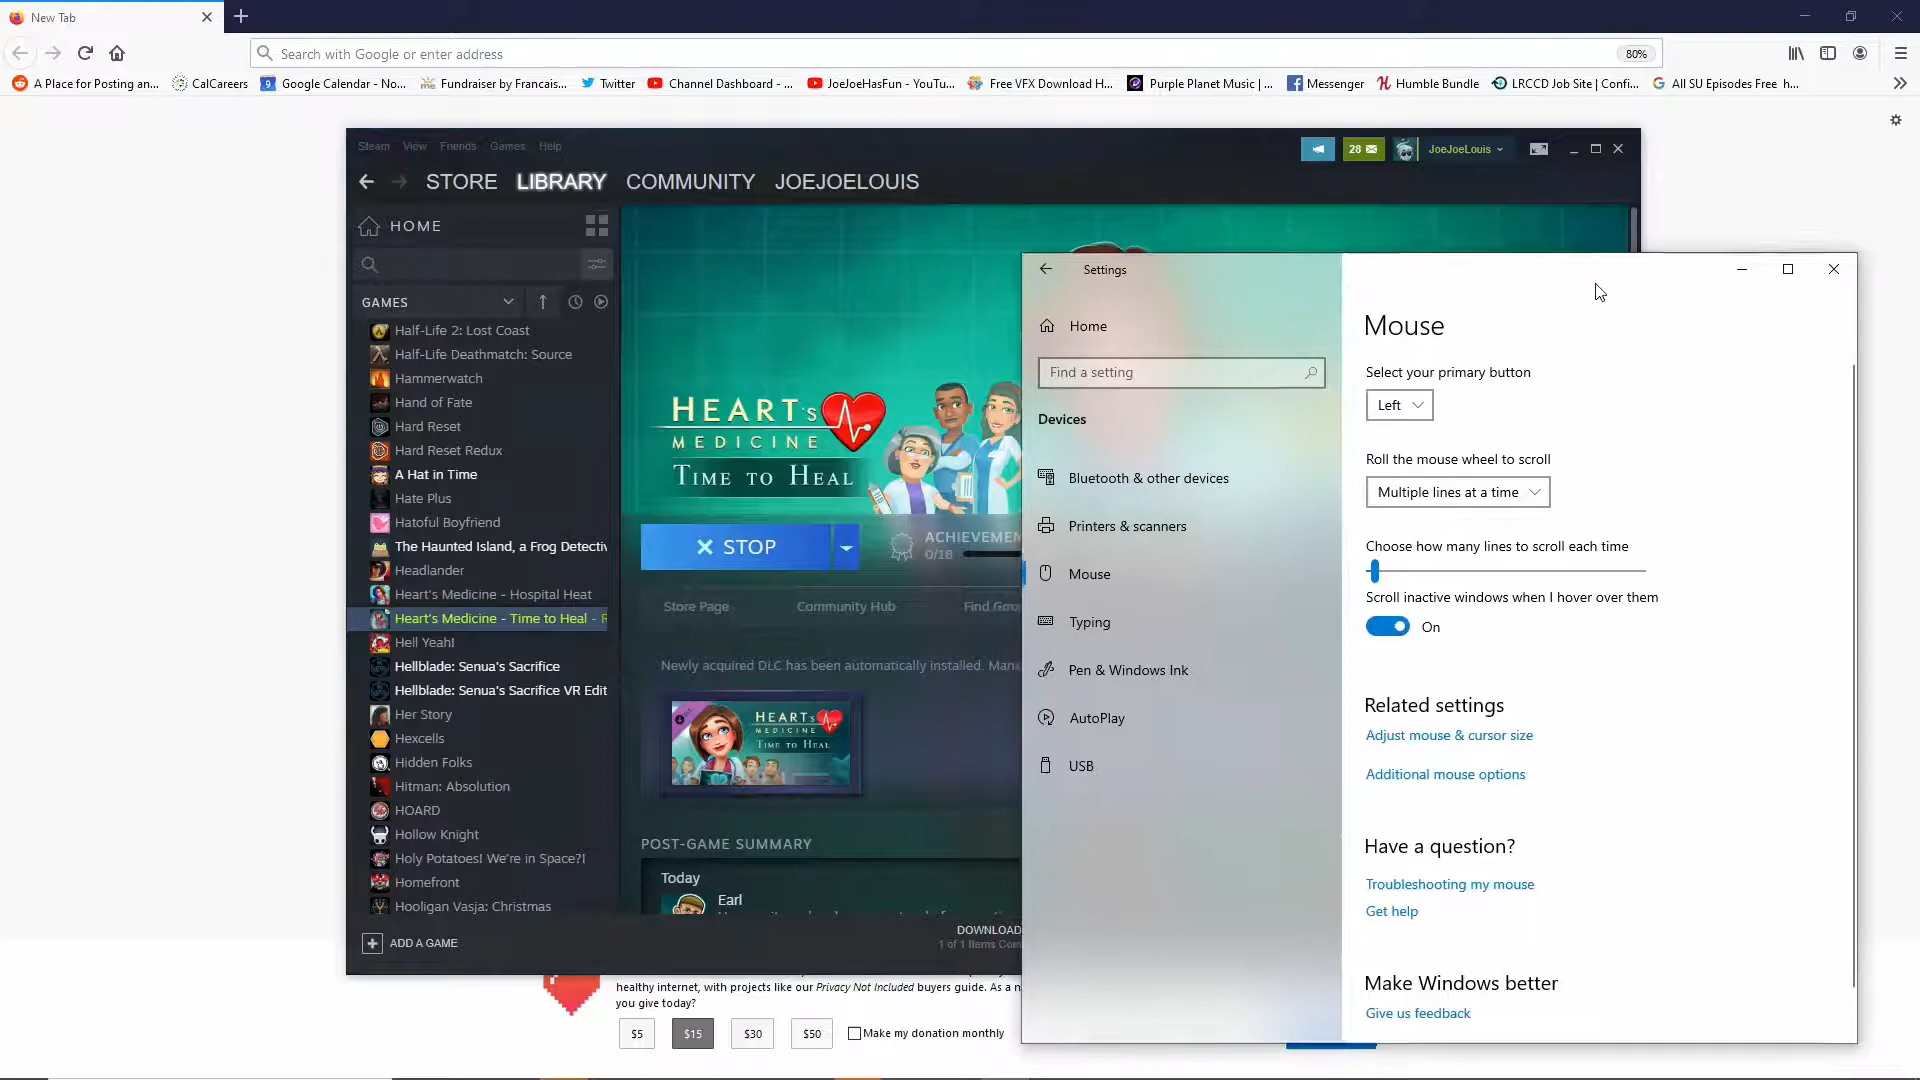 New Tab
Search with Google or enter address
80%
A Place for Posting an...
CalCareers
Google Calendar - No...
Fundraiser by Francais...
Twitter
Channel Dashboard - ...
JoeJoeHasFun - YouTu...
Free VFX Download H...
Purple Planet Music | ...
Messenger
Humble Bundle
LRCCD Job Site | Confi...
All SU Episodes Free h...
Steam View Friends Games Help
28
JoeJoeLouis
STORE LIBRARY COMMUNITY JOEJOELOUIS
HOME
GAMES
Half-Life 2: Lost Coast
Half-Life Deathmatch: Source
Hammerwatch
Hand of Fate
Hard Reset
Hard Reset Redux
A Hat in Time
Hate Plus
Hatoful Boyfriend
The Haunted Island, a Frog Detectiv
Headlander
Heart's Medicine - Hospital Heat
Heart's Medicine - Time to Heal - R
Hell Yeah!
Hellblade: Senua's Sacrifice
Hellblade: Senua's Sacrifice VR Edit
Her Story
Hexcells
Hidden Folks
Hitman: Absolution
HOARD
Hollow Knight
Holy Potatoes! We're in Space?!
Homefront
Hooligan Vasja: Christmas
ADD A GAME
HEART's
MEDICINE
TIME TO HEAL
STOP
ACHIEVEMEN
0/16
Store Page
Community Hub
Find Grou
Newly acquired DLC has been automatically installed. Mana
HEART's
MEDICINE
TIME TO HEAL
POST-GAME SUMMARY
Today
Earl
DOWNLOAD
1 of 1 Items Com
Settings
Home
Find a setting
Devices
Bluetooth & other devices
Printers & scanners
Mouse
Typing
Pen & Windows Ink
AutoPlay
USB
Mouse
Select your primary button
Left
Roll the mouse wheel to scroll
Multiple lines at a time
Choose how many lines to scroll each time
Scroll inactive windows when I hover over them
On
Related settings
Adjust mouse & cursor size
Additional mouse options
Have a question?
Troubleshooting my mouse
Get help
Make Windows better
Give us feedback
healthy internet, with projects like our Privacy Not Included buyers guide. As a n
you give today?
$5
$15
$30
$50
Make my donation monthly